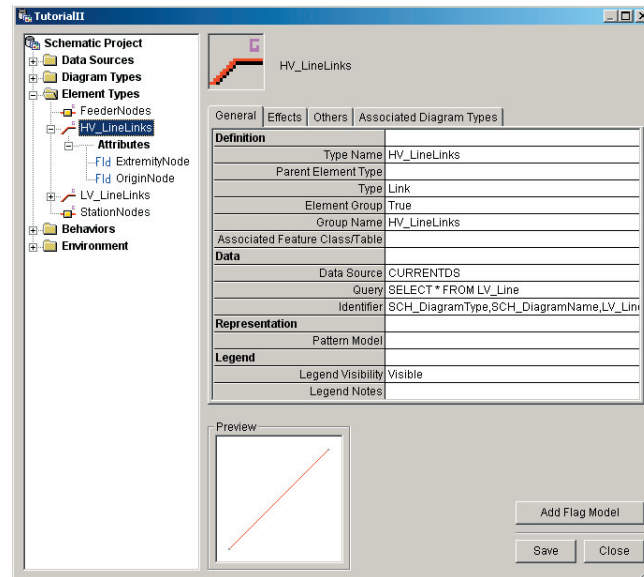 TutorialII
Schematic Project
Data Sources
Diagram Types
Element Types
FeederNodes
HV_LineLinks
Attributes
Fld ExtremityNode
Fld OriginNode
LV_LineLinks
StationNodes
Behaviors
Environment
G
HV_LineLinks
General Effects Others Associated Diagram Types
Definition
Type Name HV_LineLinks
Parent Element Type
Type Link
Element Group True
Group Name HV_LineLinks
Associated Feature Class/Table
Data
Data Source CURRENTDS
Query SELECT * FROM LV_Line
Identifier SCH_DiagramType,SCH_DiagramName,LV_Line
Representation
Pattern Model
Legend
Legend Visibility Visible
Legend Notes
Preview
Add Flag Model
Save Close